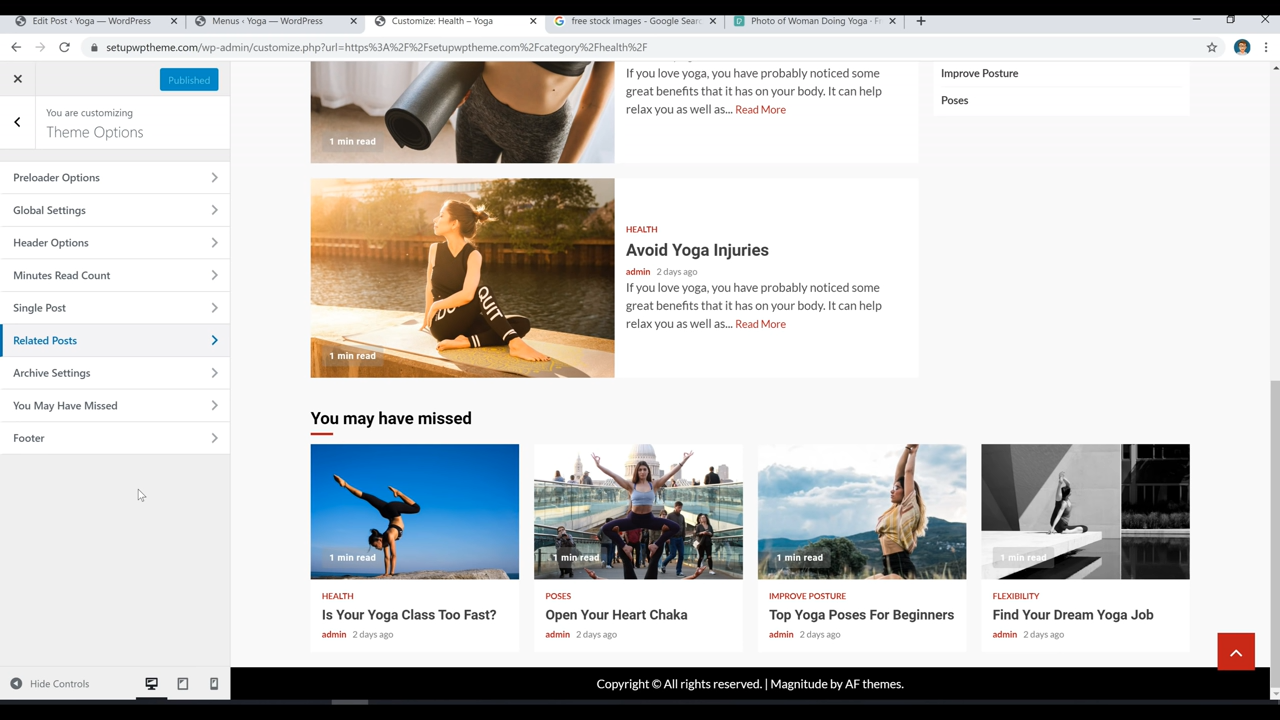 Edit Post ‹ Yoga — WordPress
Menus ‹ Yoga — WordPress
Customize: Health – Yoga
free stock images - Google Sear
Photo of Woman Doing Yoga · F
setupwptheme.com/wp-admin/customize.php?url=https%3A%2F%2Fsetupwptheme.com%2Fcategory%2Fhealth%2F
Published
You are customizing
Theme Options
Preloader Options
Global Settings
Header Options
Minutes Read Count
Single Post
Related Posts
Archive Settings
You May Have Missed
Footer
Hide Controls
If you love yoga, you have probably noticed some
great benefits that it has on your body. It can help
relax you as well as... Read More
1 min read
Improve Posture
Poses
QUIT
1 min read
HEALTH
Avoid Yoga Injuries
admin 2 days ago
If you love yoga, you have probably noticed some
great benefits that it has on your body. It can help
relax you as well as... Read More
You may have missed
1 min read
HEALTH
Is Your Yoga Class Too Fast?
admin 2 days ago
1 min read
POSES
Open Your Heart Chaka
admin 2 days ago
1 min read
IMPROVE POSTURE
Top Yoga Poses For Beginners
admin 2 days ago
1 min read
FLEXIBILITY
Find Your Dream Yoga Job
admin 2 days ago
Copyright © All rights reserved. | Magnitude by AF themes.